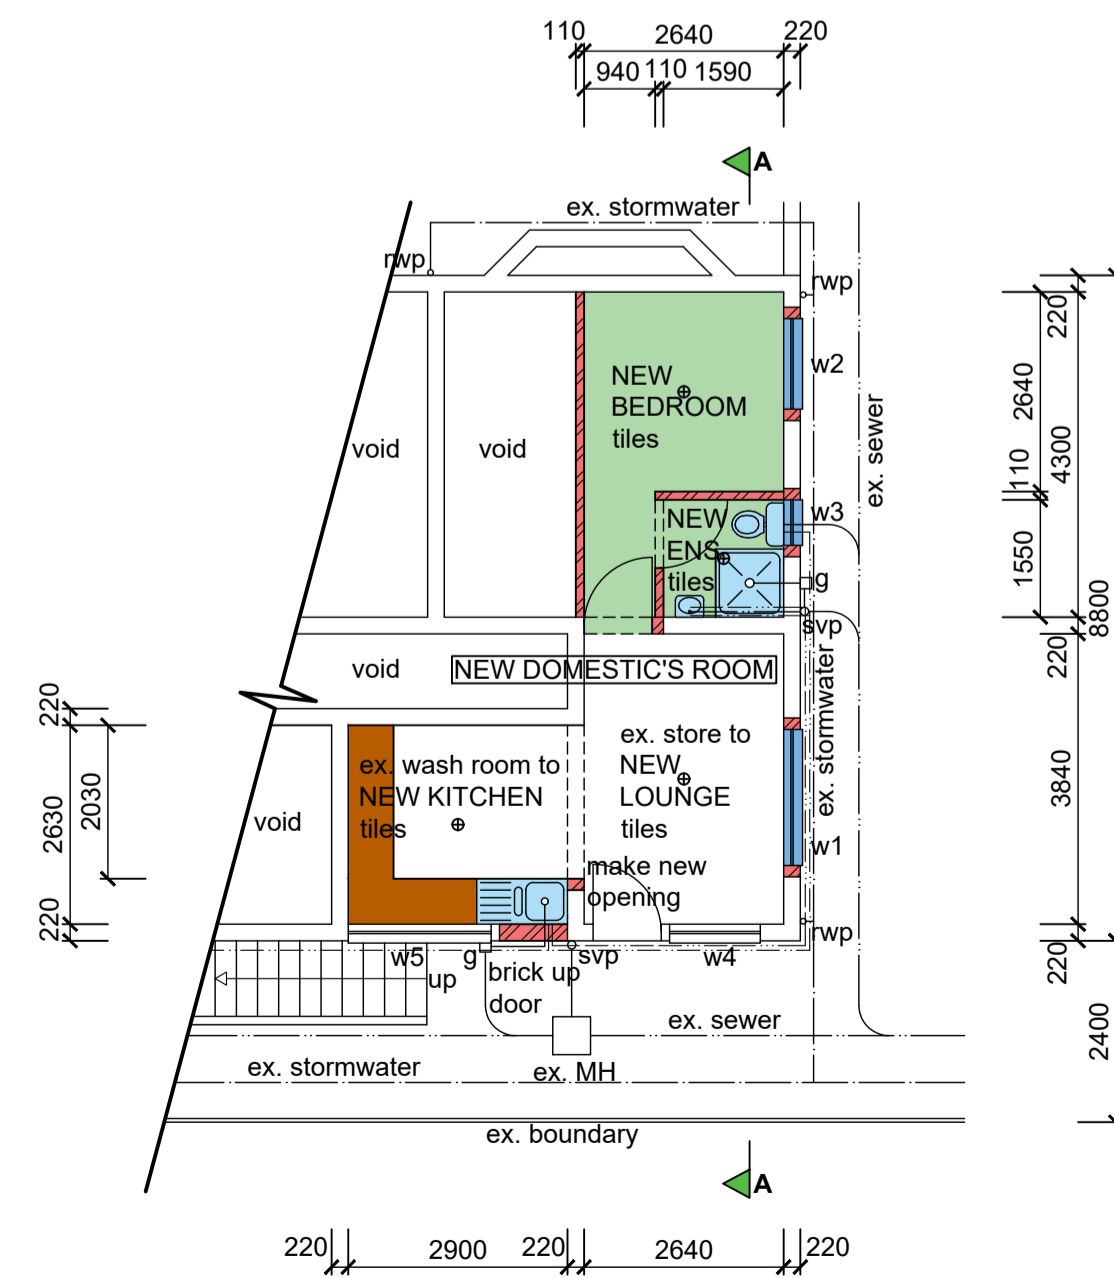 110 2640 220
940 110 1590
A
ex. stormwater
rwp
rwp
w2
NEW
BEDROOM
tiles
void
void
ex. sewer
w3
NEW
ENS
tiles
g
svp
void
NEW DOMESTIC'S ROOM
ex. stormwater
ex. store to
NEW
LOUNGE
tiles
ex. wash room to
NEW KITCHEN
tiles
void
w1
make new
opening
rwp
w5
g
svp
w4
up
brick up
door
ex. sewer
ex. stormwater
ex. MH
ex. boundary
A
220
2630
220
2030
2640
110
1550
220
4300
220
3840
220
8800
2400
220 2900 220 2640 220